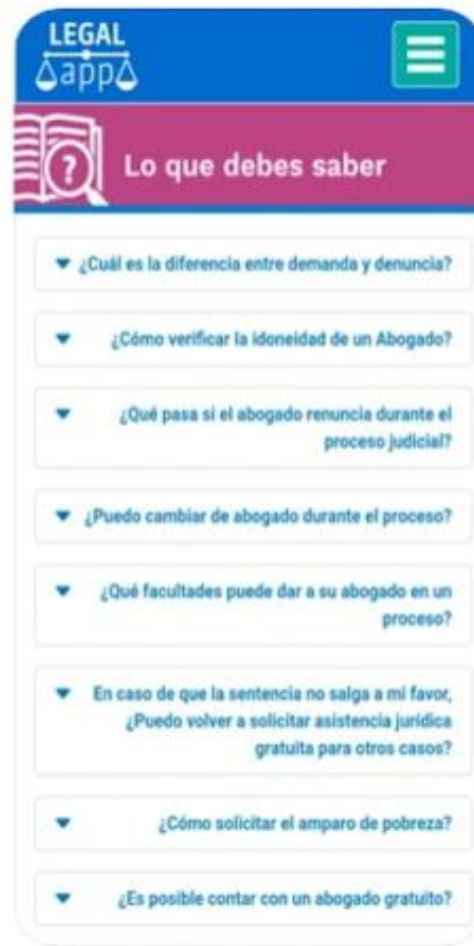 LEGAL
app
?
Lo que debes saber
¿Cuál es la diferencia entre demanda y denuncia?
¿Cómo verificar la idoneidad de un Abogado?
¿Qué pasa si el abogado renuncia durante el
proceso judicial?
¿Puedo cambiar de abogado durante el proceso?
¿Qué facultades puede dar a su abogado en un
proceso?
En caso de que la sentencia no salga a mi favor,
¿Puedo volver a solicitar asistencia jurídica
gratuita para otros casos?
¿Cómo solicitar el amparo de pobreza?
¿Es posible contar con un abogado gratuito?